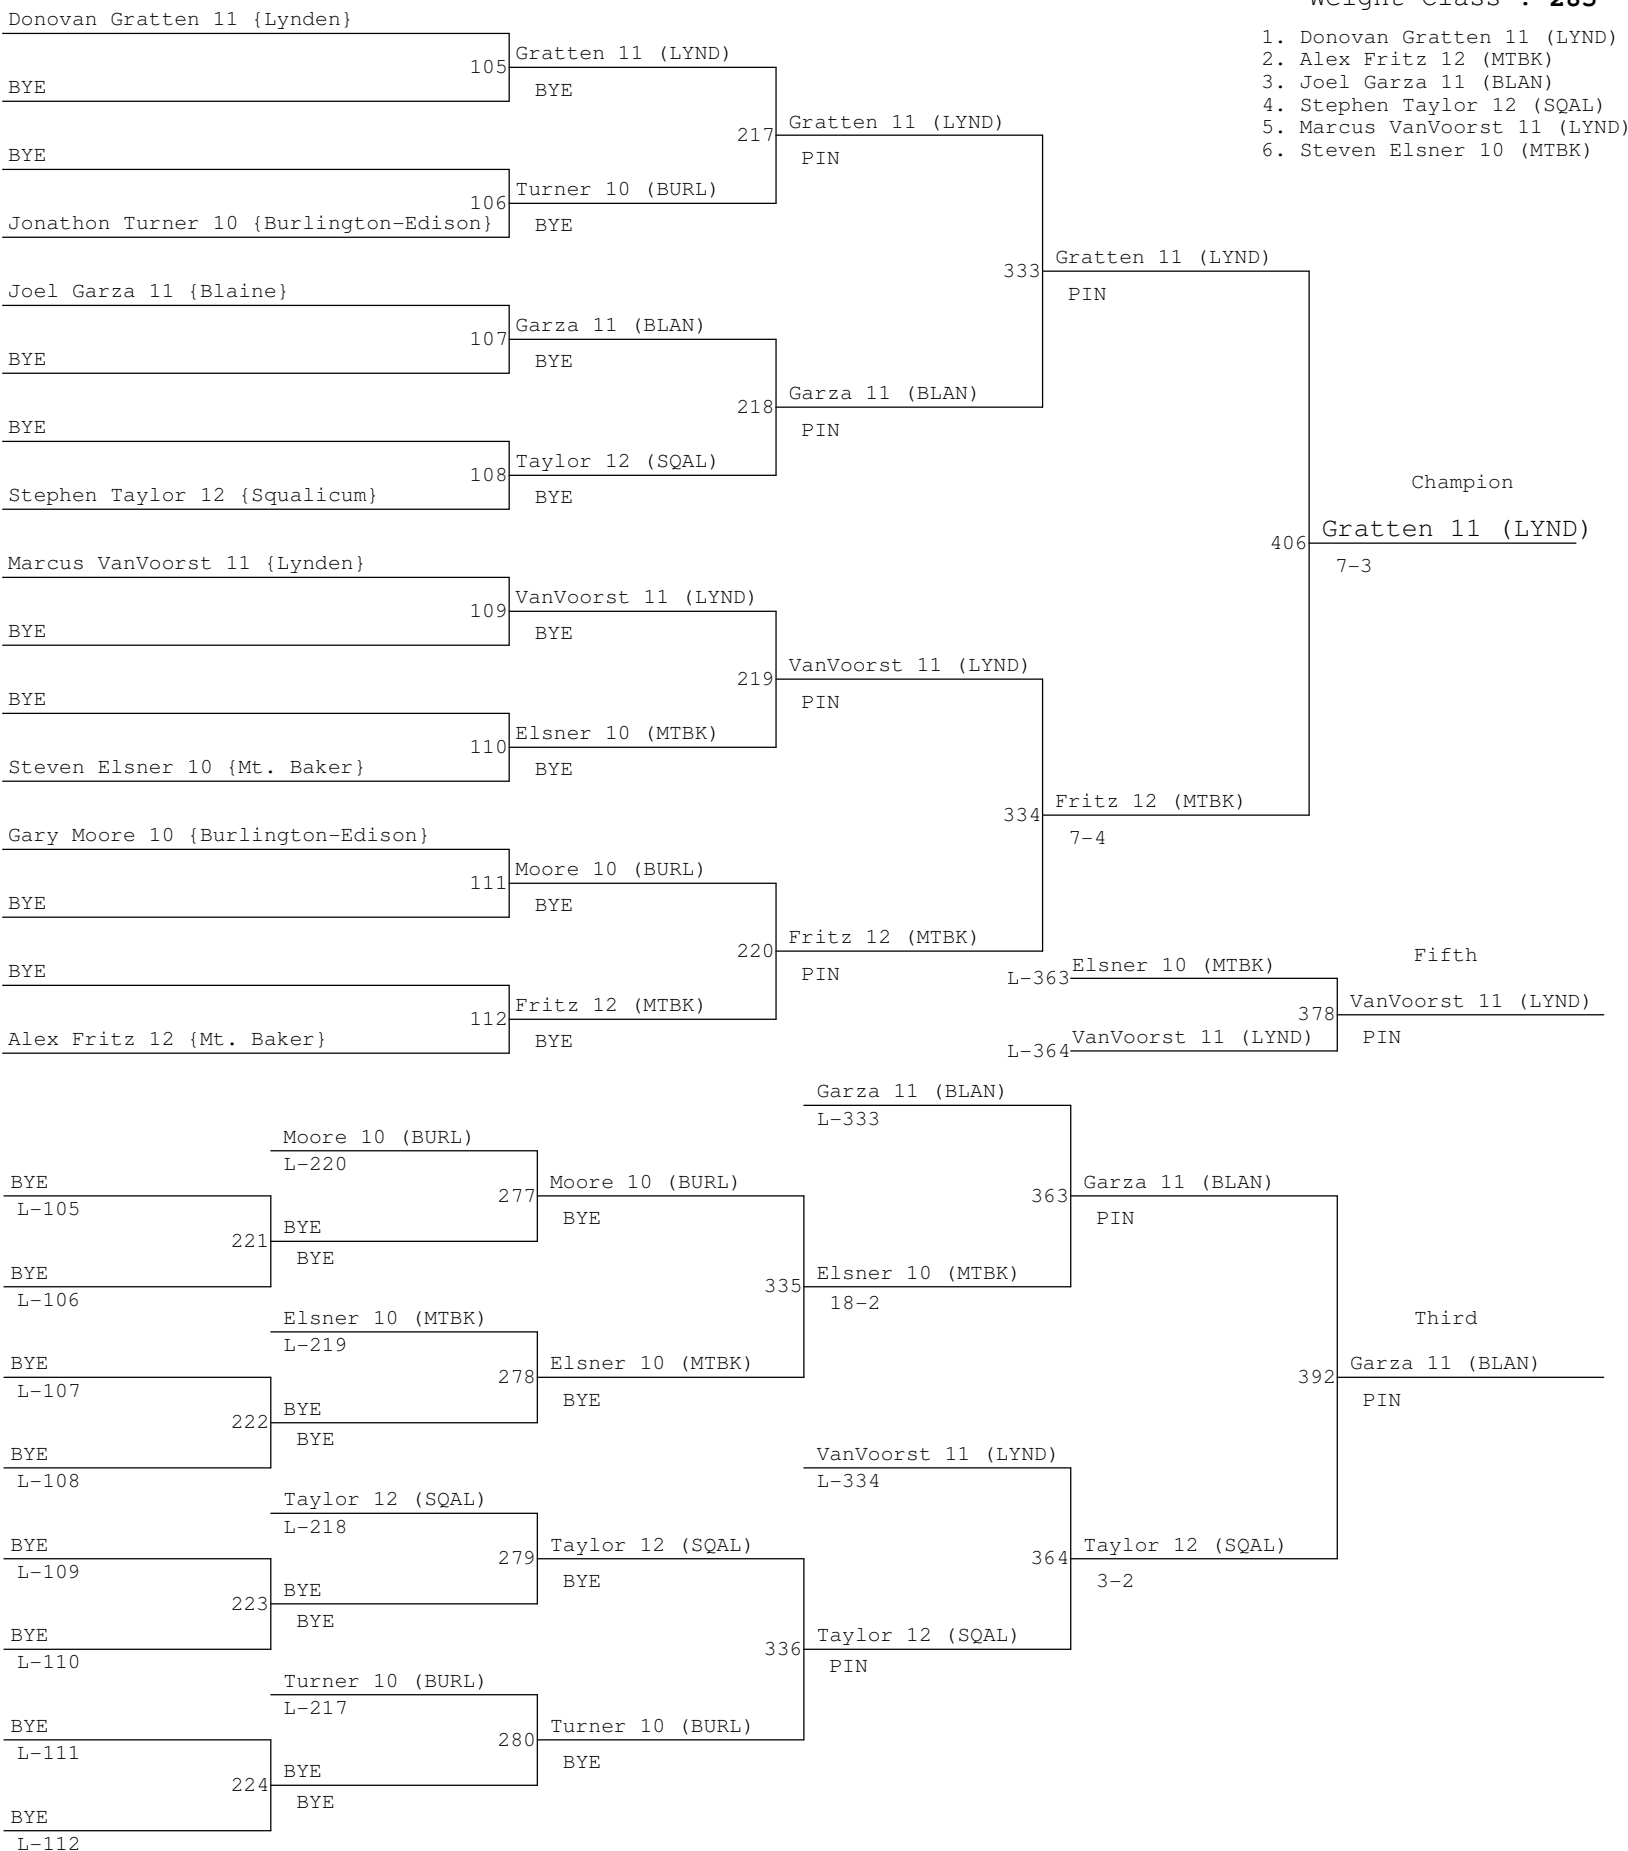 Weight Class : 285
1. Donovan Gratten 11 (LYND)
2. Alex Fritz 12 (MTBK)
3. Joel Garza 11 (BLAN)
4. Stephen Taylor 12 (SQAL)
5. Marcus VanVoorst 11 (LYND)
6. Steven Elsner 10 (MTBK)
Donovan Gratten 11 {Lynden}
105 Gratten 11 (LYND)
BYE
BYE
217 Gratten 11 (LYND)
PIN
BYE
106 Turner 10 (BURL)
BYE
Jonathon Turner 10 {Burlington-Edison}
333 Gratten 11 (LYND)
PIN
Joel Garza 11 {Blaine}
107 Garza 11 (BLAN)
BYE
BYE
218 Garza 11 (BLAN)
PIN
BYE
108 Taylor 12 (SQAL)
BYE
Stephen Taylor 12 {Squalicum}
Champion
406 Gratten 11 (LYND)
7-3
Marcus VanVoorst 11 {Lynden}
109 VanVoorst 11 (LYND)
BYE
BYE
219 VanVoorst 11 (LYND)
PIN
BYE
110 Elsner 10 (MTBK)
BYE
Steven Elsner 10 {Mt. Baker}
334 Fritz 12 (MTBK)
7-4
Gary Moore 10 {Burlington-Edison}
111 Moore 10 (BURL)
BYE
BYE
220 Fritz 12 (MTBK)
PIN
BYE
112 Fritz 12 (MTBK)
BYE
Alex Fritz 12 {Mt. Baker}
Fifth
L-363 Elsner 10 (MTBK)
378 VanVoorst 11 (LYND)
PIN
L-364 VanVoorst 11 (LYND)
Garza 11 (BLAN)
L-333
Moore 10 (BURL)
L-220
BYE
L-105
277 Moore 10 (BURL)
BYE
363 Garza 11 (BLAN)
PIN
221 BYE
BYE
BYE
L-106
335 Elsner 10 (MTBK)
18-2
Elsner 10 (MTBK)
L-219
Third
BYE
L-107
278 Elsner 10 (MTBK)
BYE
392 Garza 11 (BLAN)
PIN
222 BYE
BYE
BYE
L-108
VanVoorst 11 (LYND)
L-334
Taylor 12 (SQAL)
L-218
BYE
L-109
279 Taylor 12 (SQAL)
BYE
364 Taylor 12 (SQAL)
3-2
223 BYE
BYE
BYE
L-110
336 Taylor 12 (SQAL)
PIN
Turner 10 (BURL)
L-217
BYE
L-111
280 Turner 10 (BURL)
BYE
224 BYE
BYE
BYE
L-112